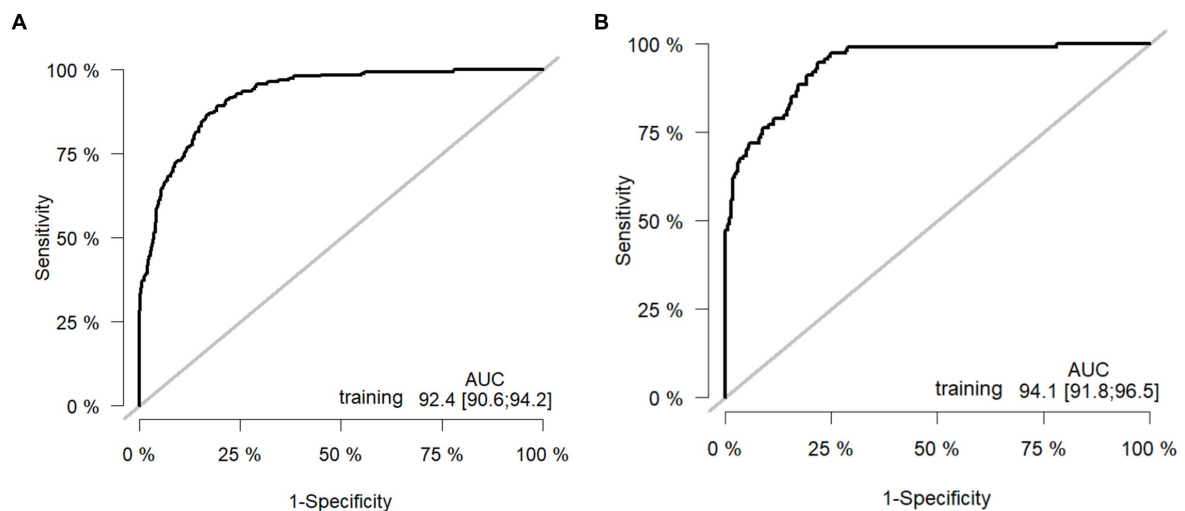 A
100 %
75 %
50 %
25 %
0 %
Sensitivity
AUC
training 92.4 [90.6;94.2]
0 % 25 % 50 % 75 % 100 %
1-Specificity
B
100 %
75 %
50 %
25 %
0 %
Sensitivity
AUC
training 94.1 [91.8;96.5]
0 % 25 % 50 % 75 % 100 %
1-Specificity